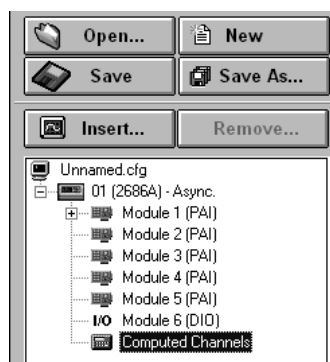 Open... New
Save Save As...
Insert... Remove...
Unnamed.cfg
01 (2686A) - Async.
Module 1 (PAI)
Module 2 (PAI)
Module 3 (PAI)
Module 4 (PAI)
Module 5 (PAI)
I/O Module 6 (DIO)
Computed Channels